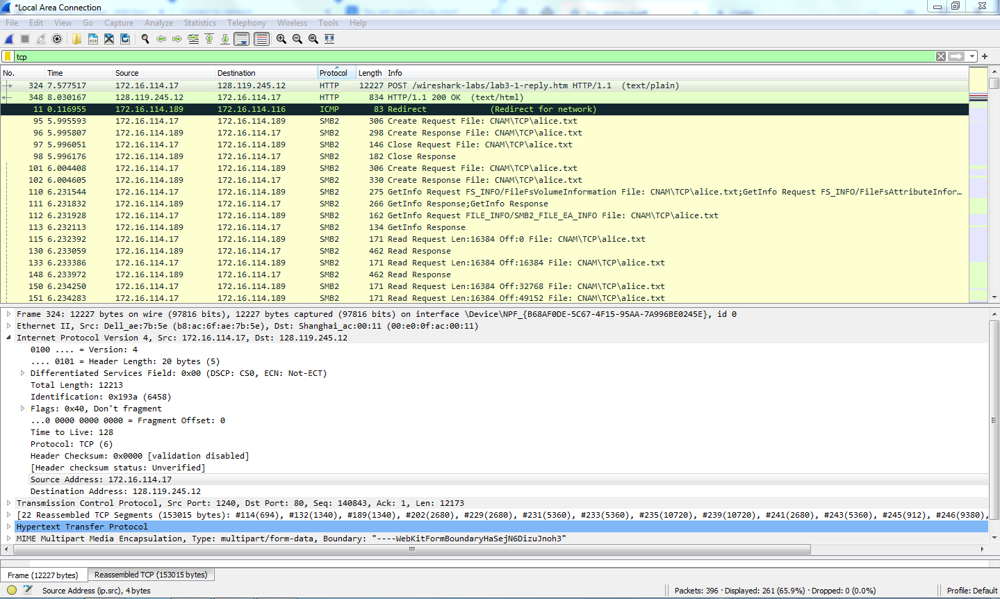 *Local Area Connection
File Edit View Go Capture Analyze Statistics Telephony Wireless Tools Help
tcp
No. Time Source Destination Protocol Length Info
324 7.577517 172.16.114.17 128.119.245.12 HTTP 12227 POST /wireshark-labs/lab3-1-reply.htm HTTP/1.1 (text/plain)
348 8.030167 128.119.245.12 172.16.114.17 HTTP 834 HTTP/1.1 200 OK (text/html)
11 0.116955 172.16.114.189 172.16.114.116 ICMP 83 Redirect (Redirect for network)
95 5.995593 172.16.114.17 172.16.114.189 SMB2 306 Create Request File: CNAM\TCP\alice.txt
96 5.995807 172.16.114.189 172.16.114.17 SMB2 298 Create Response File: CNAM\TCP\alice.txt
97 5.996051 172.16.114.17 172.16.114.189 SMB2 146 Close Request File: CNAM\TCP\alice.txt
98 5.996176 172.16.114.189 172.16.114.17 SMB2 182 Close Response
101 6.004408 172.16.114.17 172.16.114.189 SMB2 306 Create Request File: CNAM\TCP\alice.txt
102 6.004605 172.16.114.189 172.16.114.17 SMB2 330 Create Response File: CNAM\TCP\alice.txt
110 6.231544 172.16.114.17 172.16.114.189 SMB2 275 GetInfo Request FS_INFO/FileFsVolumeInformation File: CNAM\TCP\alice.txt;GetInfo Request FS_INFO/FileFsAttributeInfor...
111 6.231832 172.16.114.189 172.16.114.17 SMB2 266 GetInfo Response;GetInfo Response
112 6.231928 172.16.114.17 172.16.114.189 SMB2 162 GetInfo Request FILE_INFO/SMB2_FILE_EA_INFO File: CNAM\TCP\alice.txt
113 6.232113 172.16.114.189 172.16.114.17 SMB2 134 GetInfo Response
115 6.232392 172.16.114.17 172.16.114.189 SMB2 171 Read Request Len:16384 Off:0 File: CNAM\TCP\alice.txt
130 6.233059 172.16.114.189 172.16.114.17 SMB2 462 Read Response
133 6.233386 172.16.114.17 172.16.114.189 SMB2 171 Read Request Len:16384 Off:16384 File: CNAM\TCP\alice.txt
148 6.233972 172.16.114.189 172.16.114.17 SMB2 462 Read Response
150 6.234250 172.16.114.17 172.16.114.189 SMB2 171 Read Request Len:16384 Off:32768 File: CNAM\TCP\alice.txt
151 6.234283 172.16.114.17 172.16.114.189 SMB2 171 Read Request Len:16384 Off:49152 File: CNAM\TCP\alice.txt
Frame 324: 12227 bytes on wire (97816 bits), 12227 bytes captured (97816 bits) on interface \Device\NPF_{B68AF0DE-5C67-4F15-95AA-7A996BE0245E}, id 0
Ethernet II, Src: Dell_ae:7b:5e (b8:ac:6f:ae:7b:5e), Dst: Shanghai_ac:00:11 (00:e0:0f:ac:00:11)
Internet Protocol Version 4, Src: 172.16.114.17, Dst: 128.119.245.12
0100 .... = Version: 4
.... 0101 = Header Length: 20 bytes (5)
Differentiated Services Field: 0x00 (DSCP: CS0, ECN: Not-ECT)
Total Length: 12213
Identification: 0x193a (6458)
Flags: 0x40, Don't fragment
...0 0000 0000 0000 = Fragment Offset: 0
Time to Live: 128
Protocol: TCP (6)
Header Checksum: 0x0000 [validation disabled]
[Header checksum status: Unverified]
Source Address: 172.16.114.17
Destination Address: 128.119.245.12
Transmission Control Protocol, Src Port: 1240, Dst Port: 80, Seq: 140843, Ack: 1, Len: 12173
[22 Reassembled TCP Segments (153015 bytes): #114(694), #132(1340), #189(1340), #202(2680), #229(2680), #231(5360), #233(5360), #235(10720), #239(10720), #241(2680), #243(5360), #245(912), #246(9380),
Hypertext Transfer Protocol
MIME Multipart Media Encapsulation, Type: multipart/form-data, Boundary: "----WebKitFormBoundaryHaSejN6DizuJnoh3"
Frame (12227 bytes) Reassembled TCP (153015 bytes)
Source Address (ip.src), 4 bytes Packets: 396 · Displayed: 261 (65.9%) · Dropped: 0 (0.0%) Profile: Default